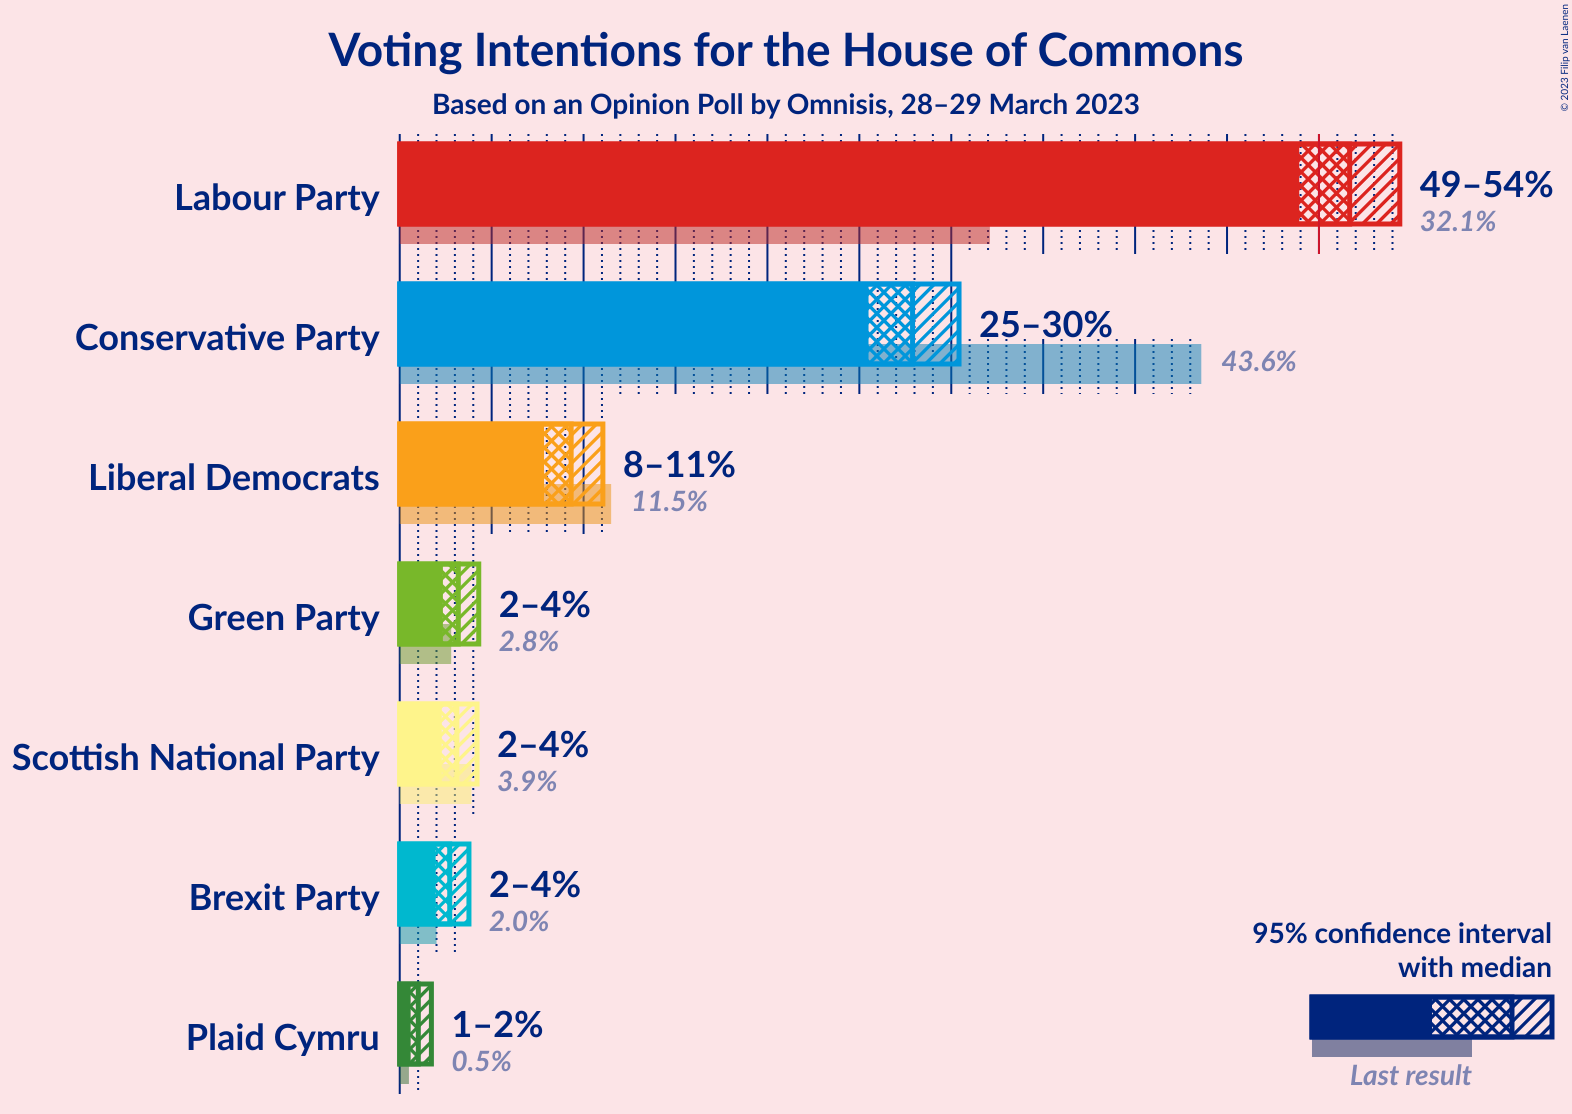 Voting Intentions for the House of Commons
Based on an Opinion Poll by Omnisis, 28–29 March 2023
© 2023 Filip van Laenen
Labour Party
49–54%
32.1%
Conservative Party
25–30%
43.6%
Liberal Democrats
8–11%
11.5%
Green Party
2–4%
2.8%
Scottish National Party
2–4%
3.9%
Brexit Party
2–4%
2.0%
Plaid Cymru
1–2%
0.5%
95% confidence interval
with median
Last result